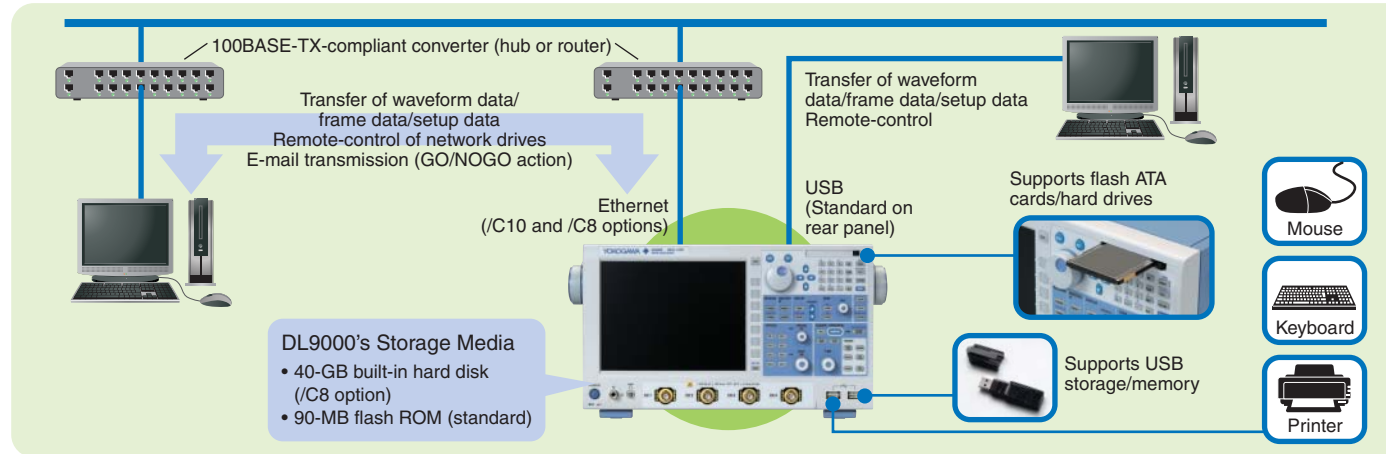 100BASE-TX-compliant converter (hub or router)
Transfer of waveform data/
frame data/setup data
Remote-control of network drives
E-mail transmission (GO/NOGO action)
Transfer of waveform
data/frame data/setup data
Remote-control
Ethernet
(/C10 and /C8 options)
USB
(Standard on
rear panel)
Supports flash ATA
cards/hard drives
Mouse
Keyboard
Printer
YOKOGAWA
DL9000's Storage Media
• 40-GB built-in hard disk
(/C8 option)
• 90-MB flash ROM (standard)
Supports USB
storage/memory